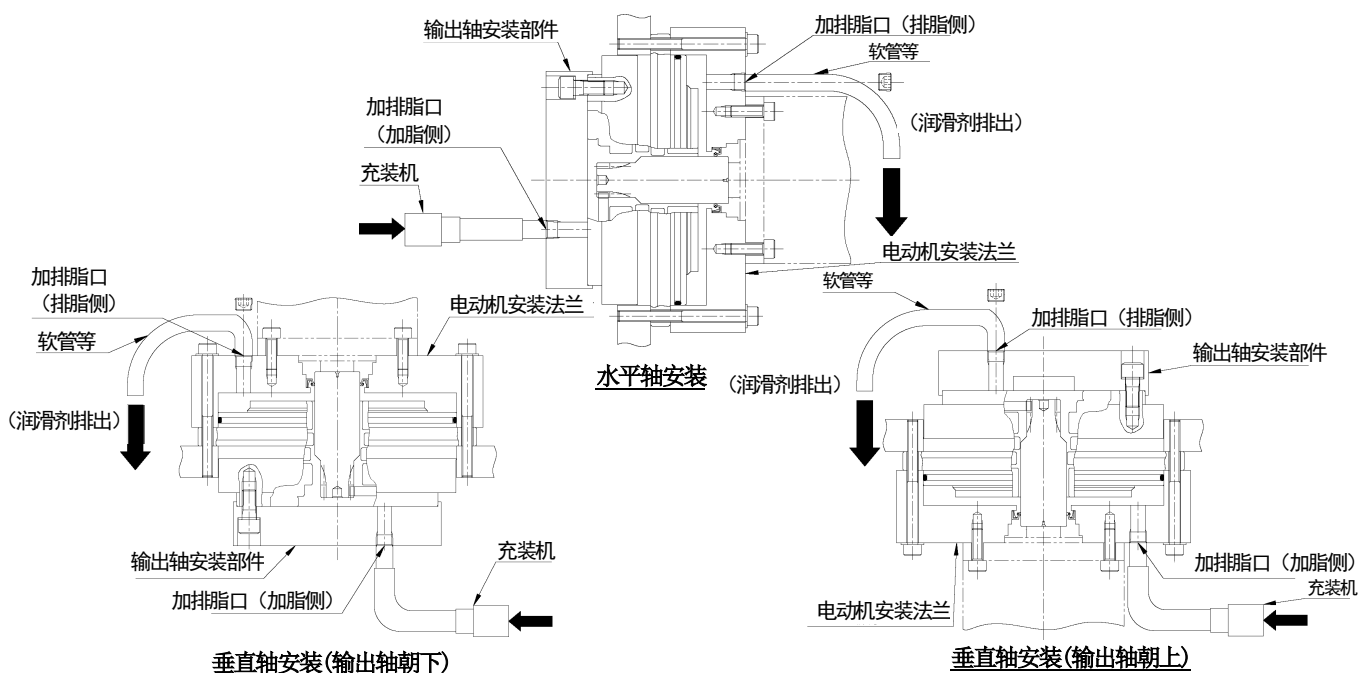 输出轴安装部件
加排脂口（排脂侧）
软管等
加排脂口
（加脂侧）
（润滑剂排出）
充装机
电动机安装法兰
水平轴安装
加排脂口
（排脂侧）
软管等
电动机安装法兰
（润滑剂排出）
输出轴安装部件
充装机
加排脂口（加脂侧）
垂直轴安装(输出轴朝下)
软管等
加排脂口（排脂侧）
输出轴安装部件
（润滑剂排出）
加排脂口（加脂侧）
充装机
电动机安装法兰
垂直轴安装(输出轴朝上)